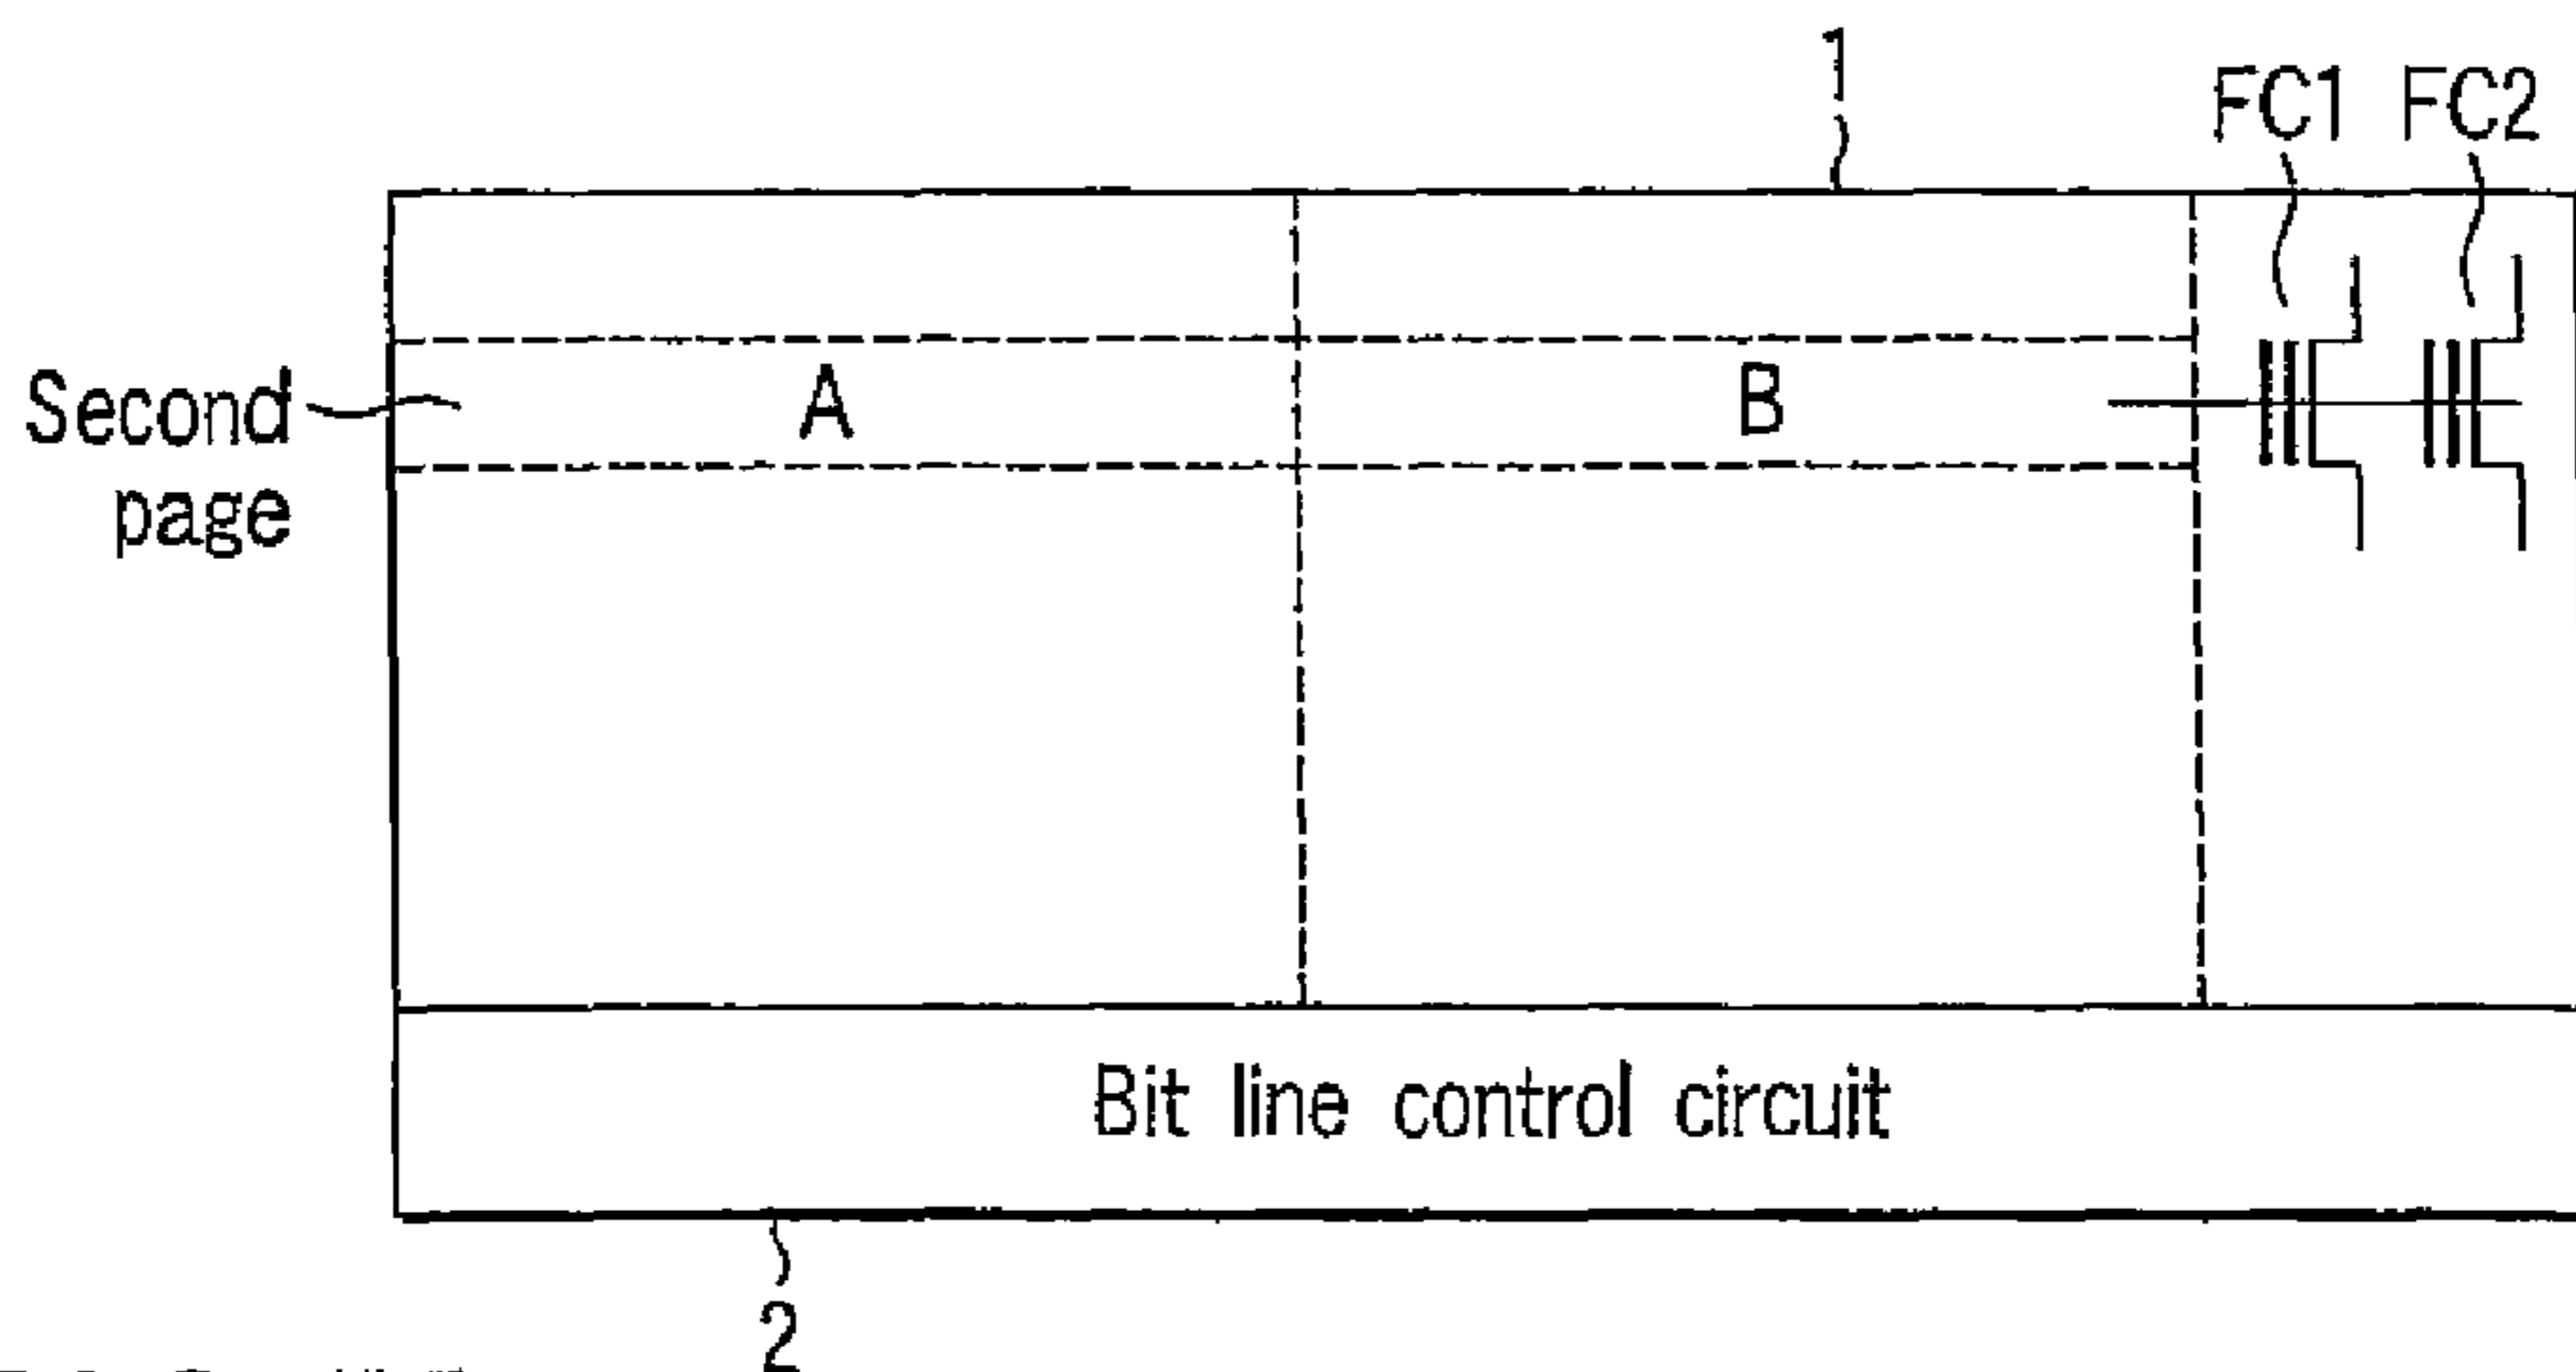 1
FC1 FC2
Second
page
A
B
Bit line control circuit
2